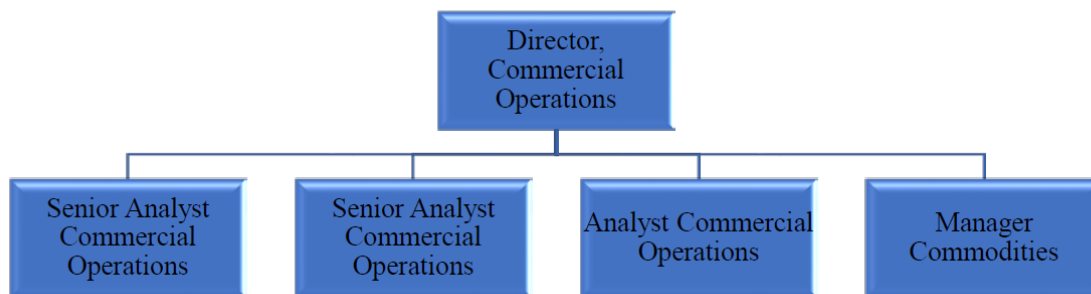 Director,
Commercial
Operations
Senior Analyst
Commercial
Operations
Senior Analyst
Commercial
Operations
Analyst Commercial
Operations
Manager
Commodities